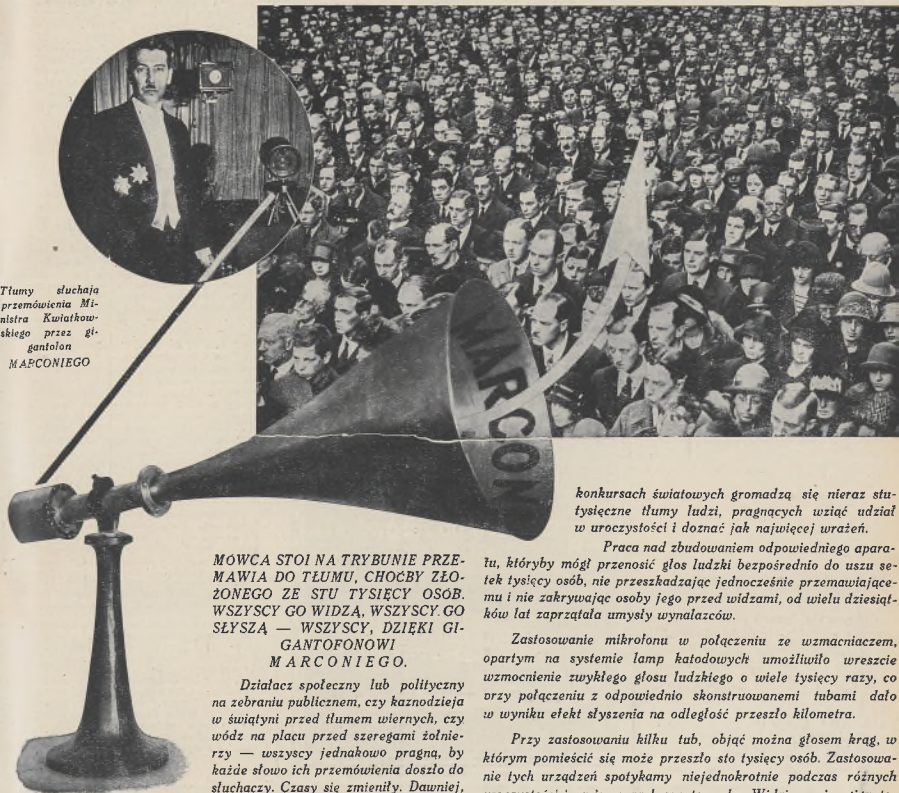 Tłumy słuchają
przemówienia Mi-
nistra Kwiatkow-
skiego przez gi-
gantofon
MARCONIEGO
MARCONI
MÓWCA STOI NA TRYBUNIE PRZE-
MAWIA DO TŁUMU, CHOĆBY ZŁO-
ŻONEGO ZE STU TYSIĘCY OSÓB.
WSZYSCY GO WIDZĄ, WSZYSCY GO
SŁYSZĄ — WSZYSCY, DZIĘKI GI-
GANTOFONOWI
MARCONIEGO.
Działacz społeczny lub polityczny
na zebraniu publicznem, czy kaznodzieja
w świątyni przed tłumem wiernych, czy
wódz na placu przed szeregami żołnie-
rzy — wszyscy jednakowo pragną, by
każde słowo ich przemówienia doszło do
słuchaczy. Czasy się zmieniły. Dawniej,
konkursach światowych gromadzą się nieraz stu-
tysięczne tłumy ludzi, pragnących wziąć udział
w uroczystości i doznać jak najwięcej wrażeń.
Praca nad zbudowaniem odpowiedniego apara-
tu, któryby mógł przenosić głos ludzki bezpośrednio do uszu se-
tek tysięcy osób, nie przeszkadzając jednocześnie przemawiające-
mu i nie zakrywając osoby jego przed widzami, od wielu dziesiąt-
ków lat zaprzątała umysły wynalazców.
Zastosowanie mikrofonu w połączeniu ze wzmacniaczem,
opartym na systemie lamp katodowych umożliwiło wreszcie
wzmocnienie zwykłego głosu ludzkiego o wiele tysięcy razy, co
przy połączeniu z odpowiednio skonstruowanemi tubami dało
w wyniku efekt słyszenia na odległość przeszło kilometra.
Przy zastosowaniu kilku tub, objąć można głosem krąg, w
którym pomieścić się może przeszło sto tysięcy osób. Zastosowa-
nie tych urządzeń spotykamy niejednokrotnie podczas różnych